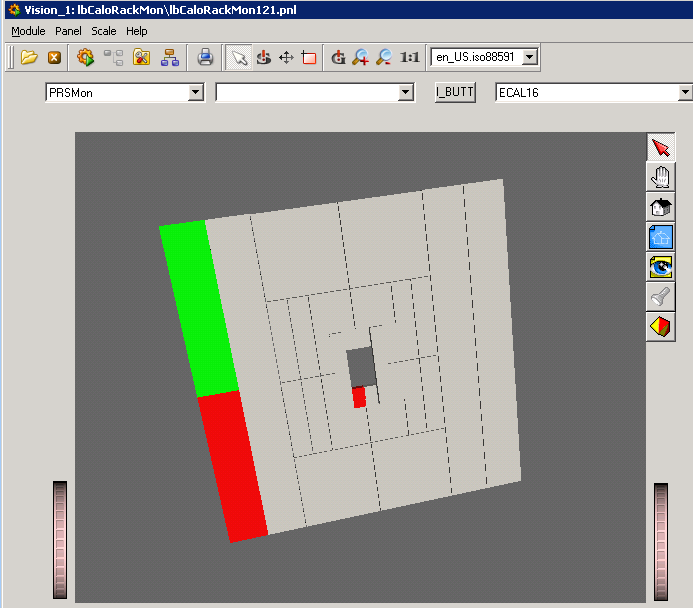 Vision_1: lbCaloRackMon\lbCaloRackMon121.pnl
Module Panel Scale Help
1:1 en_US.iso88591
PRSMon I_BUTT ECAL16